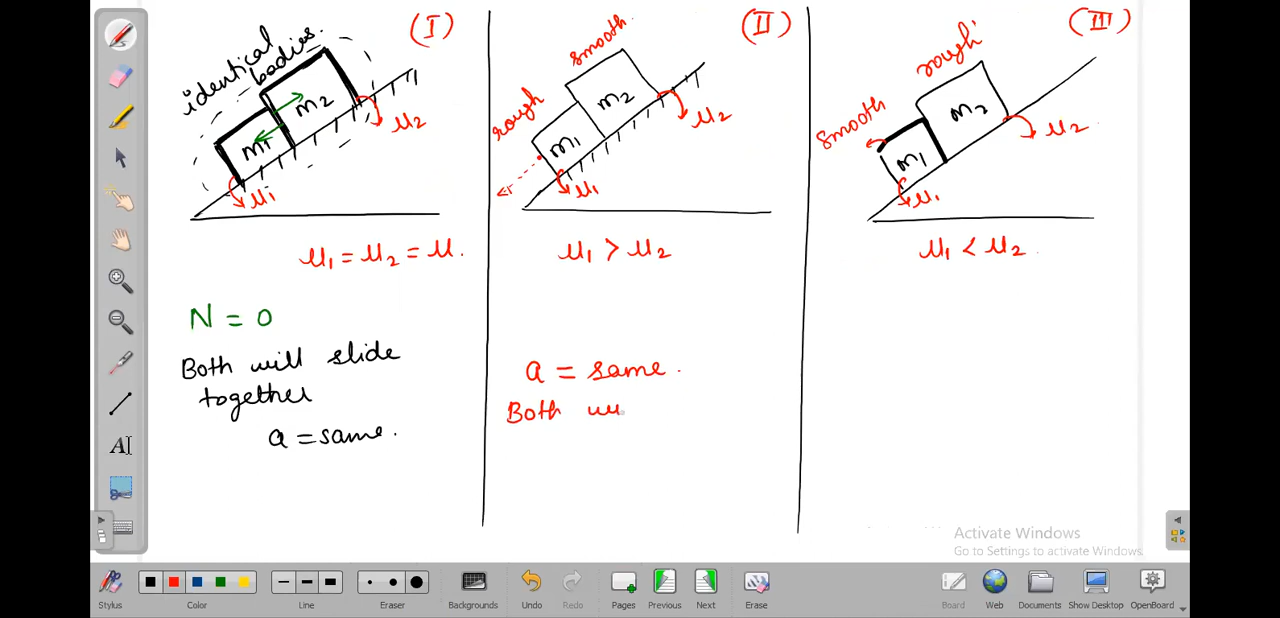 (I)
identical
bodies.
m1
m2
μ2
μ1
μ1 = μ2 = μ.
N = 0
Both will slide
together
a = same.
(II)
smooth
rough
m1
m2
μ2
μ1
μ1 > μ2
a = same.
Both
(III)
rough
smooth
m1
m2
μ2
μ1
μ1 < μ2
Activate Windows
Go to Settings to activate Windows.
A
Stylus
Color
Line
Eraser
Backgrounds
Undo
Redo
Pages
Previous
Next
Erase
Board
Web
Documents
Show Desktop
OpenBoard